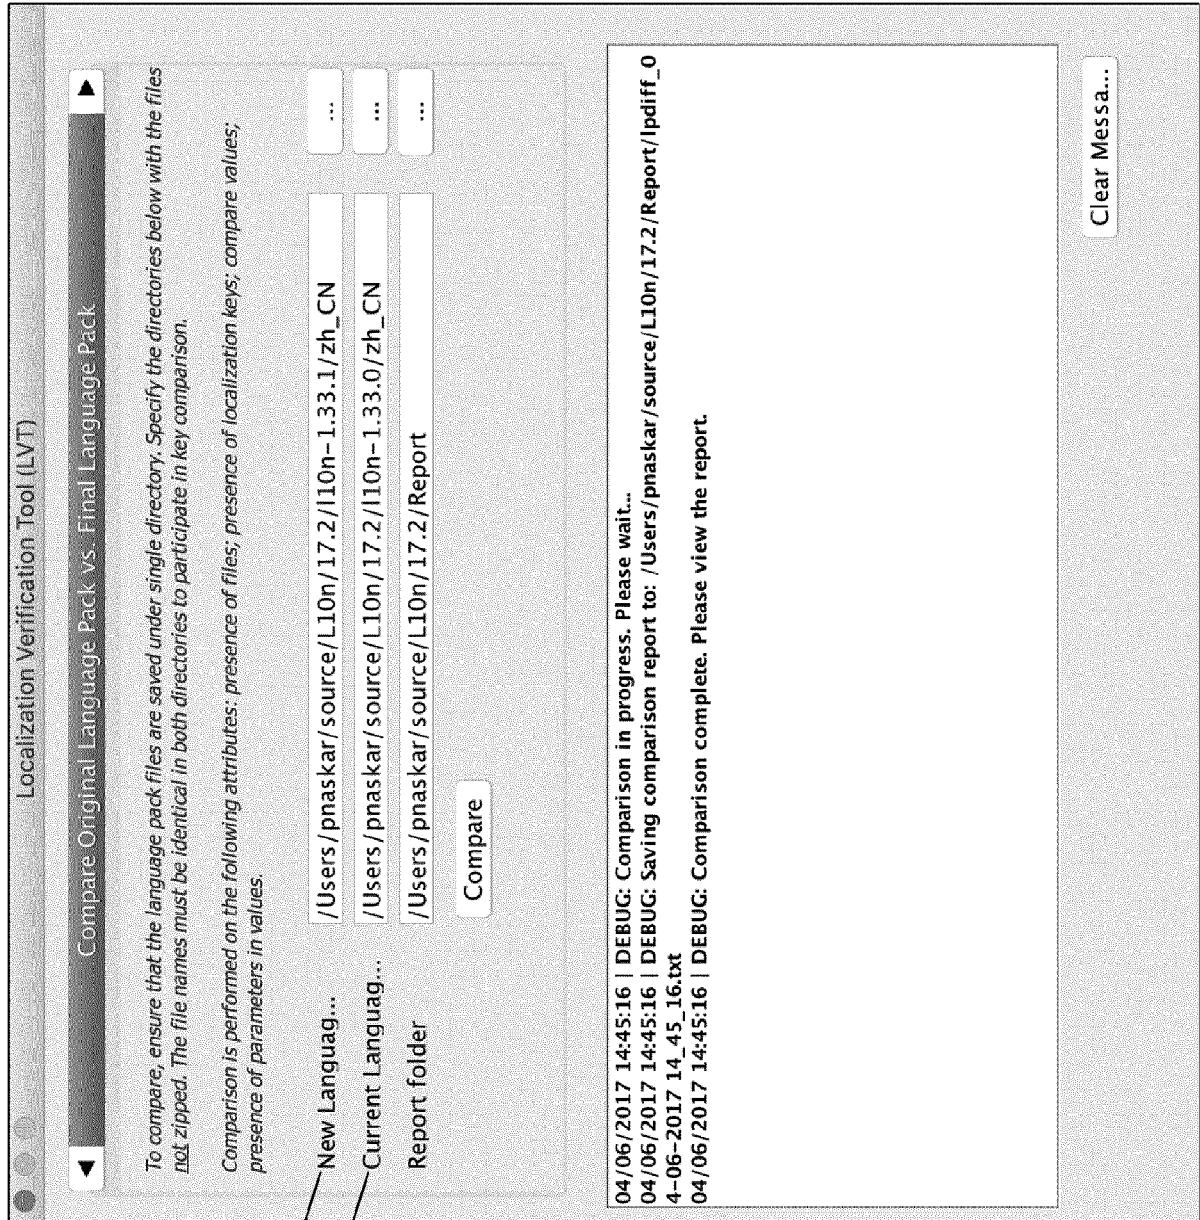 Localization Verification Tool (LVT)
Compare Original Language Pack vs. Final Language Pack
To compare, ensure that the language pack files are saved under single directory. Specify the directories below with the files
not zipped. The file names must be identical in both directories to participate in key comparison.
Comparison is performed on the following attributes: presence of files; presence of localization keys; compare values;
presence of parameters in values.
New Languag... /Users/pnaskar/source/L10n/17.2/l10n-1.33.1/zh_CN ...
Current Languag... /Users/pnaskar/source/L10n/17.2/l10n-1.33.0/zh_CN ...
Report folder /Users/pnaskar/source/L10n/17.2/Report ...
Compare
04/06/2017 14:45:16 | DEBUG: Comparison in progress. Please wait...
04/06/2017 14:45:16 | DEBUG: Saving comparison report to: /Users/pnaskar/source/L10n/17.2/Report/lpdiff_0
4-06-2017 14_45_16.txt
04/06/2017 14:45:16 | DEBUG: Comparison complete. Please view the report.
Clear Messa...